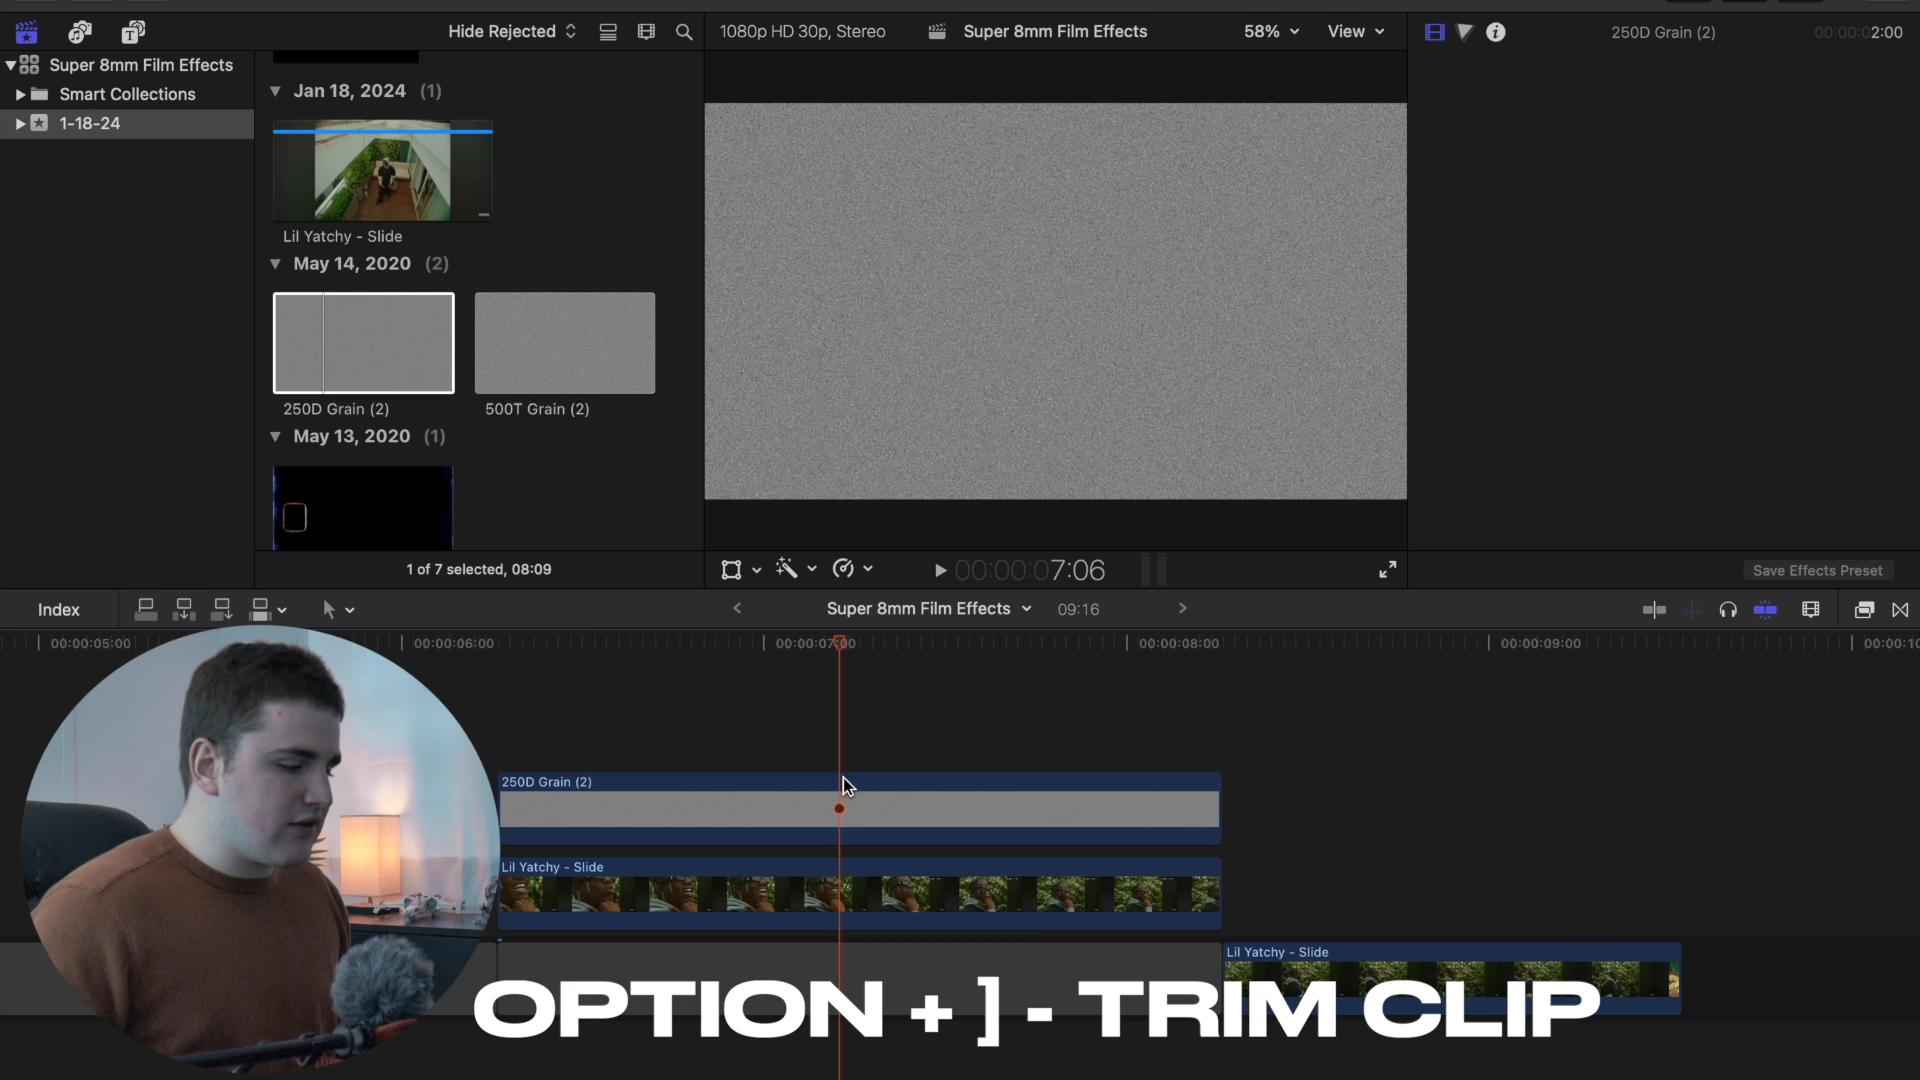 Hide Rejected
1080p HD 30p, Stereo
Super 8mm Film Effects
58%
View
250D Grain (2)
00:00:02:00
Super 8mm Film Effects
Smart Collections
1-18-24
Jan 18, 2024 (1)
Lil Yatchy - Slide
May 14, 2020 (2)
250D Grain (2)
500T Grain (2)
May 13, 2020 (1)
1 of 7 selected, 08:09
00:00:07:06
Save Effects Preset
Index
Super 8mm Film Effects
09:16
00:00:05:00
00:00:06:00
00:00:07:00
00:00:08:00
00:00:09:00
00:00:10
250D Grain (2)
Lil Yatchy - Slide
Lil Yatchy - Slide
OPTION + ] - TRIM CLIP